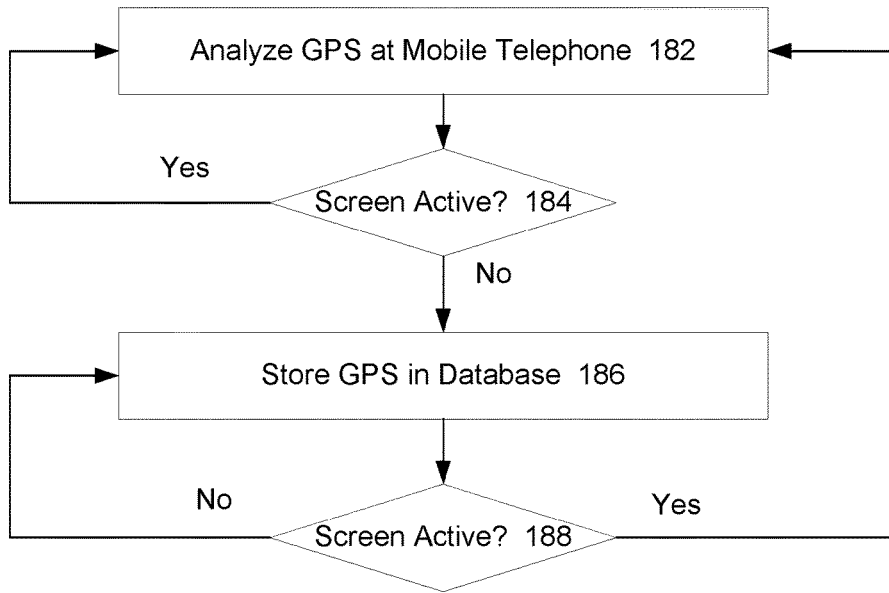 Analyze GPS at Mobile Telephone 182
Yes
Screen Active? 184
No
Store GPS in Database 186
No
Yes
Screen Active? 188